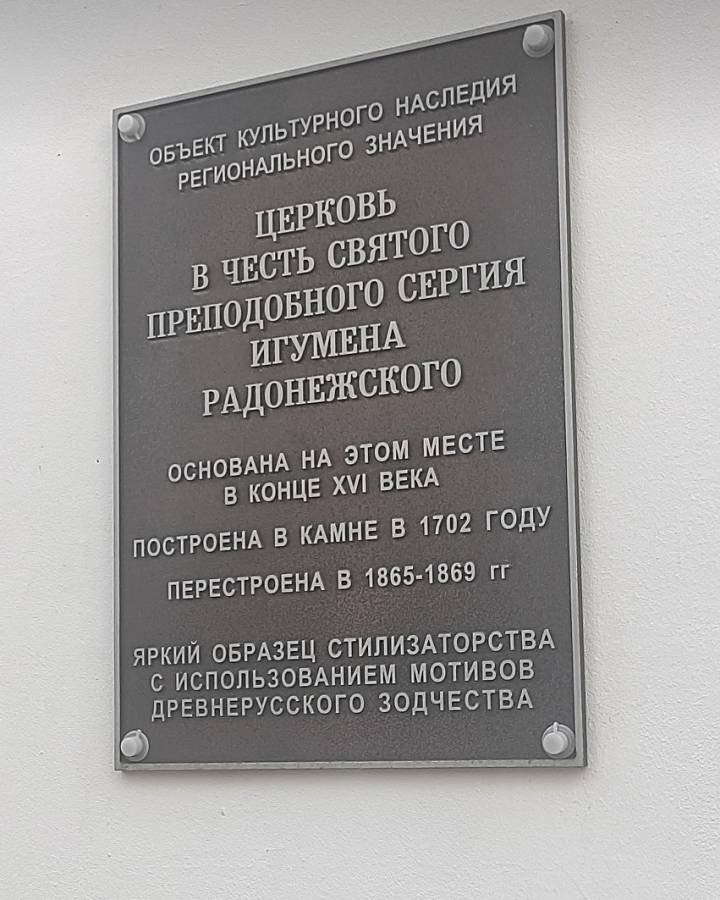 ОБЪЕКТ КУЛЬТУРНОГО НАСЛЕДИЯ
РЕГИОНАЛЬНОГО ЗНАЧЕНИЯ
ЦЕРКОВЬ
В ЧЕСТЬ СВЯТОГО
ПРЕПОДОБНОГО СЕРГИЯ
ИГУМЕНА
РАДОНЕЖСКОГО
ОСНОВАНА НА ЭТОМ МЕСТЕ
В КОНЦЕ XVI ВЕКА
ПОСТРОЕНА В КАМНЕ В 1702 ГОДУ
ПЕРЕСТРОЕНА В 1865-1869 гг
ЯРКИЙ ОБРАЗЕЦ СТИЛИЗАТОРСТВА
С ИСПОЛЬЗОВАНИЕМ МОТИВОВ
ДРЕВНЕРУССКОГО ЗОДЧЕСТВА